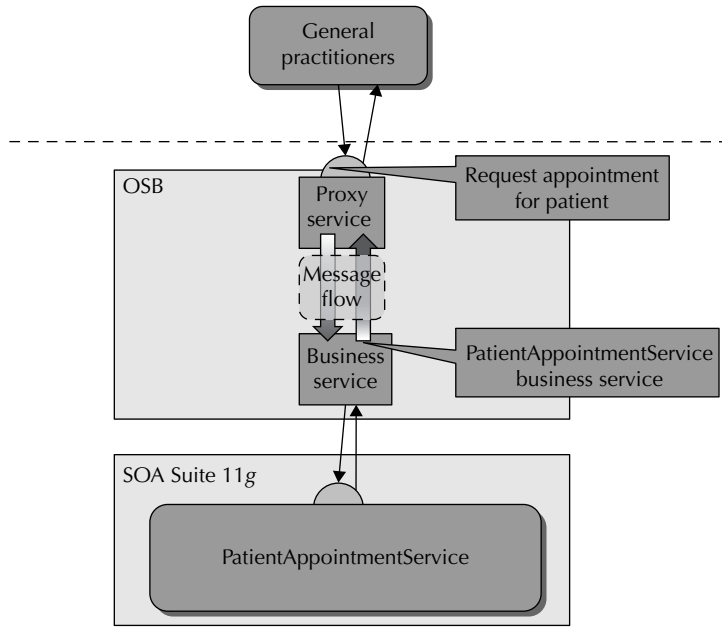 General
practitioners
OSB
Request appointment
for patient
Proxy
service
Message
flow
Business
service
PatientAppointmentService
business service
SOA Suite 11g
PatientAppointmentService